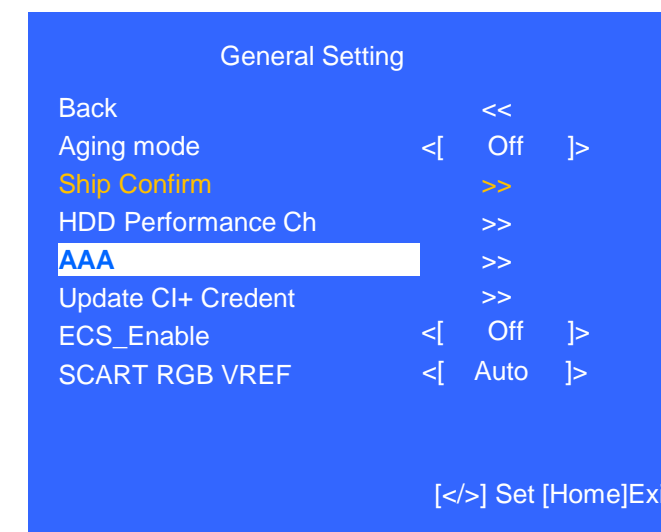 General Setting
Back <<
Aging mode <[ Off ]>
Ship Confirm >>
HDD Performance Ch >>
AAA >>
Update CI+ Credent >>
ECS_Enable <[ Off ]>
SCART RGB VREF <[ Auto ]>
[</>] Set [Home]Exi